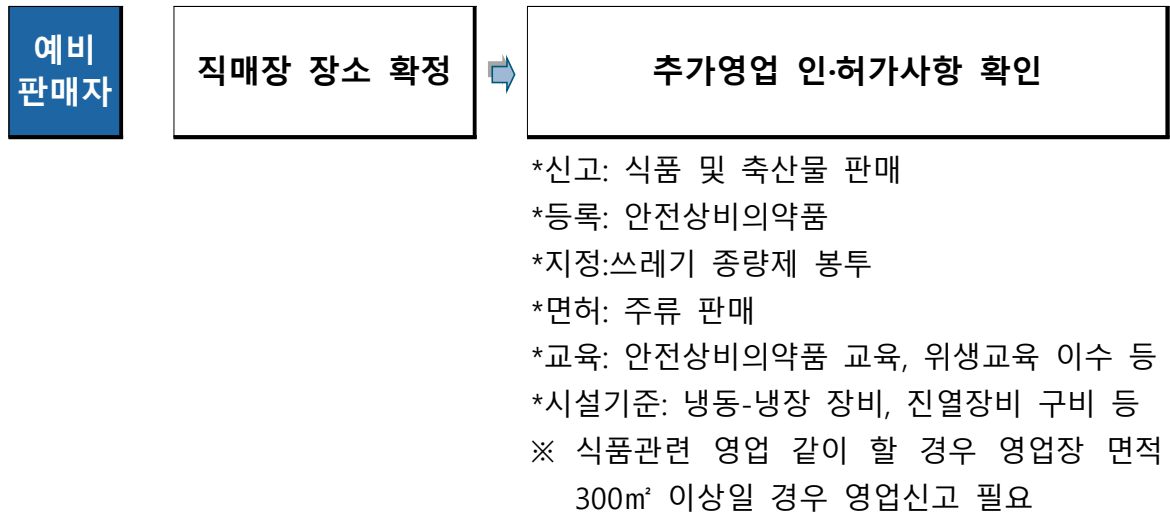 예비
판매자
직매장 장소 확정
추가영업 인·허가사항 확인
*신고: 식품 및 축산물 판매
*등록: 안전상비의약품
*지정:쓰레기 종량제 봉투
*면허: 주류 판매
*교육: 안전상비의약품 교육, 위생교육 이수 등
*시설기준: 냉동-냉장 장비, 진열장비 구비 등
※ 식품관련 영업 같이 할 경우 영업장 면적
300㎡ 이상일 경우 영업신고 필요